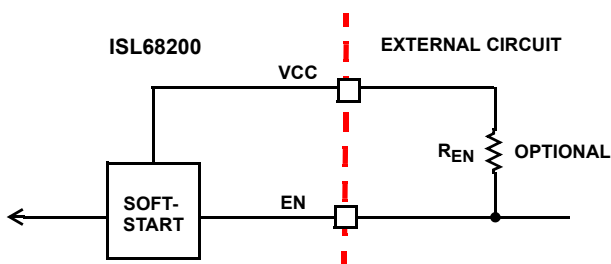 ISL68200
EXTERNAL CIRCUIT
VCC
REN
OPTIONAL
SOFT-
START
EN